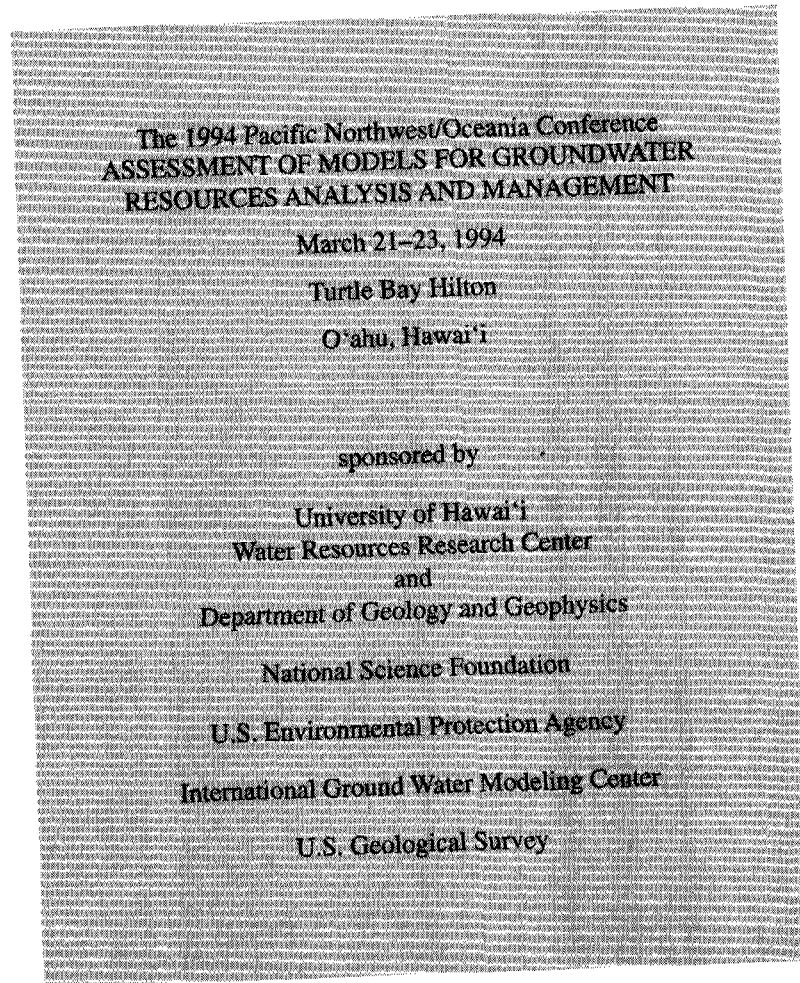 The 1994 Pacific Northwest/Oceania Conference
ASSESSMENT OF MODELS FOR GROUNDWATER
RESOURCES ANALYSIS AND MANAGEMENT
March 21–23, 1994
Turtle Bay Hilton
O‘ahu, Hawai‘i
sponsored by
University of Hawai‘i
Water Resources Research Center
and
Department of Geology and Geophysics
National Science Foundation
U.S. Environmental Protection Agency
International Ground Water Modeling Center
U.S. Geological Survey